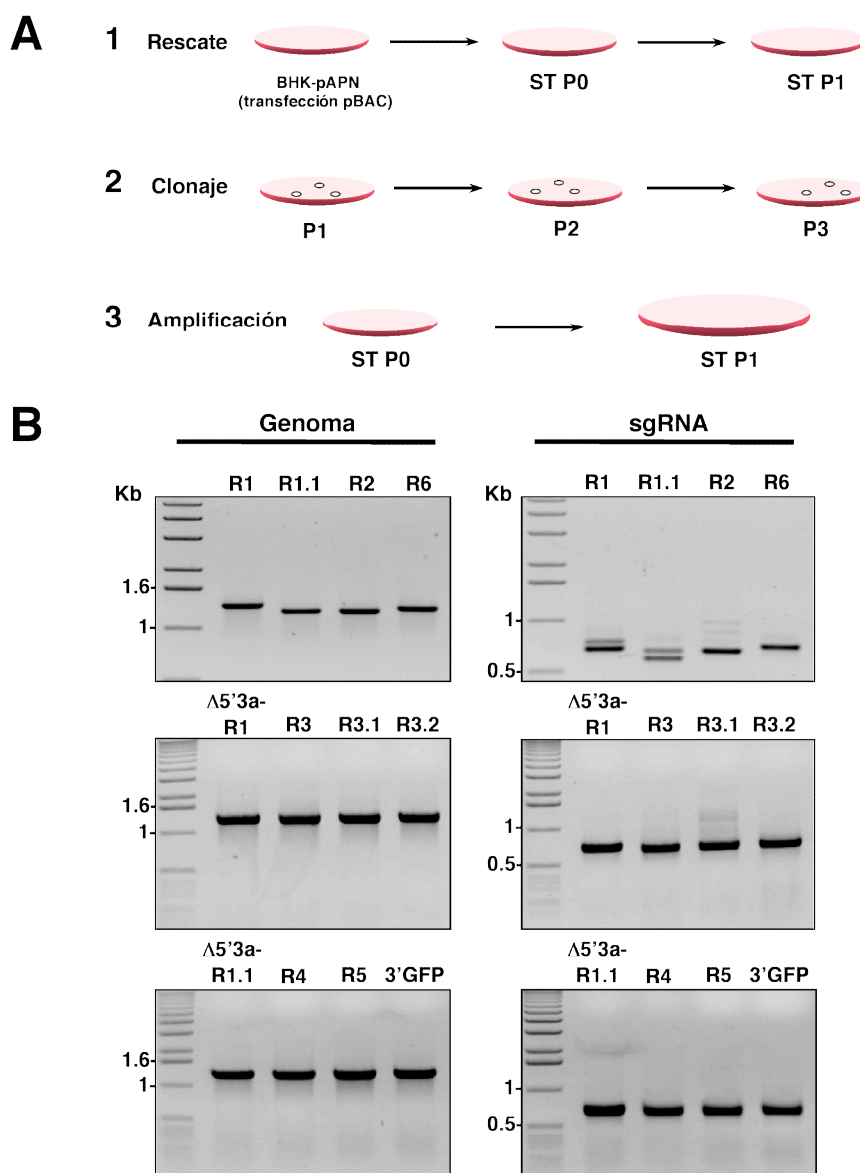 A
1 Rescate
BHK-pAPN
(transfección pBAC)
ST P0
ST P1
2 Clonaje
P1
P2
P3
3 Amplificación
ST P0
ST P1
B
Genoma
sgRNA
Kb
R1 R1.1 R2 R6
1.6-
1-
Kb
R1 R1.1 R2 R6
1-
0.5-
Λ5'3a-
R1 R3 R3.1 R3.2
1.6-
1-
Λ5'3a-
R1 R3 R3.1 R3.2
1-
0.5-
Λ5'3a-
R1.1 R4 R5 3'GFP
1.6-
1-
Λ5'3a-
R1.1 R4 R5 3'GFP
1-
0.5-